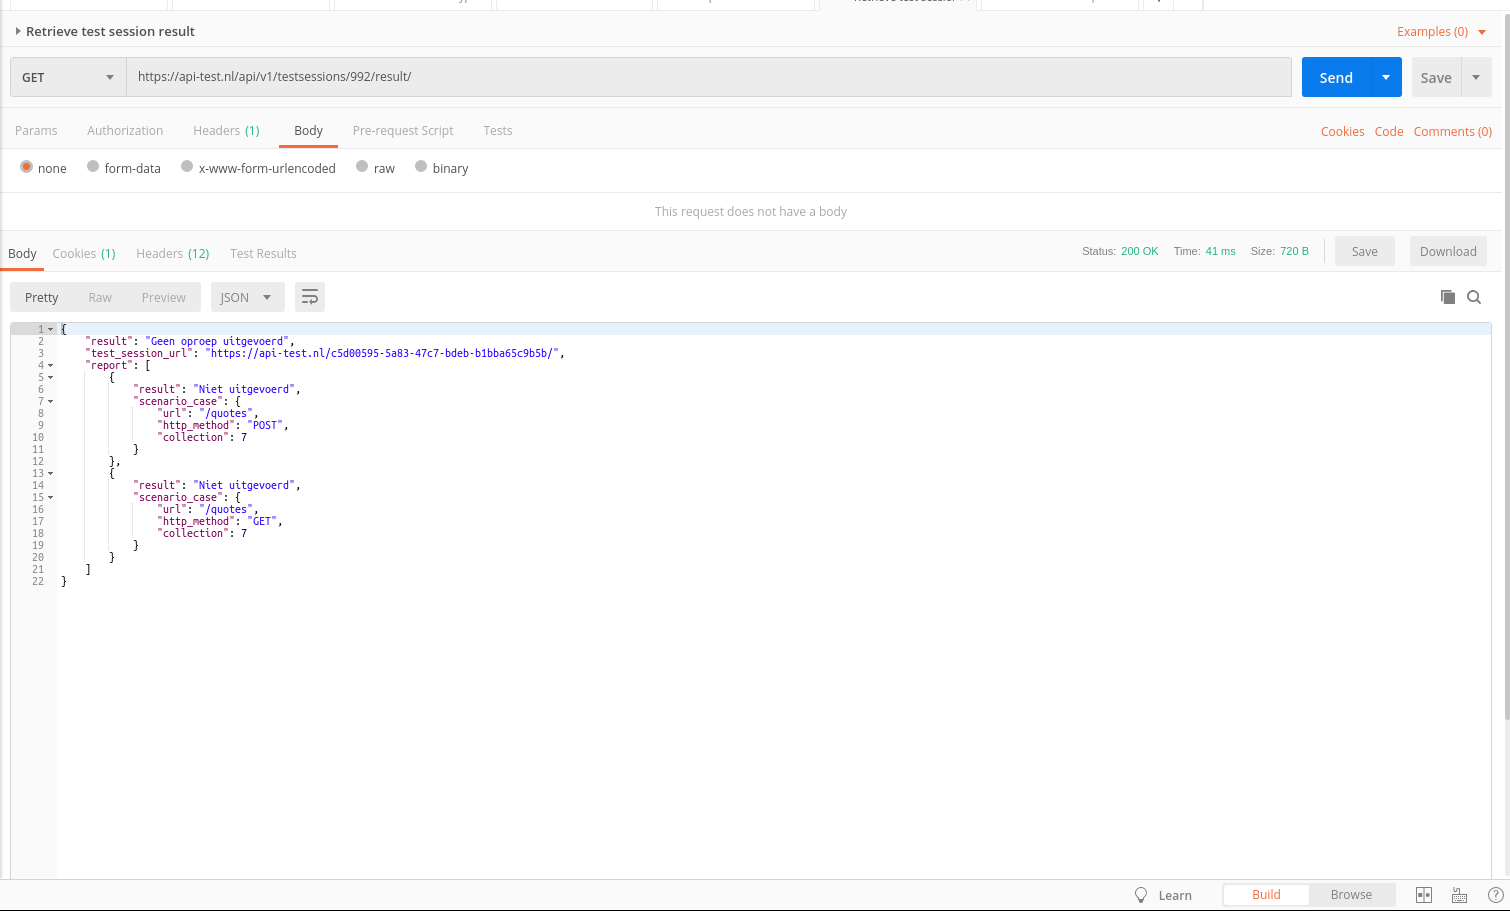 Retrieve test session result
Examples (0)
GET
https://api-test.nl/api/v1/testsessions/992/result/
Send
Save
Params
Authorization
Headers (1)
Body
Pre-request Script
Tests
Cookies
Code
Comments (0)
none
form-data
x-www-form-urlencoded
raw
binary
This request does not have a body
Body
Cookies (1)
Headers (12)
Test Results
Status: 200 OK
Time: 41 ms
Size: 720 B
Save
Download
Pretty
Raw
Preview
JSON
1 {
2 "result": "Geen oproep uitgevoerd",
3 "test_session_url": "https://api-test.nl/c5d00595-5a83-47c7-bdeb-b1bba65c9b5b/",
4 "report": [
5 {
6 "result": "Niet uitgevoerd",
7 "scenario_case": {
8 "url": "/quotes",
9 "http_method": "POST",
10 "collection": 7
11 }
12 },
13 {
14 "result": "Niet uitgevoerd",
15 "scenario_case": {
16 "url": "/quotes",
17 "http_method": "GET",
18 "collection": 7
19 }
20 }
21 ]
22 }
Learn
Build
Browse